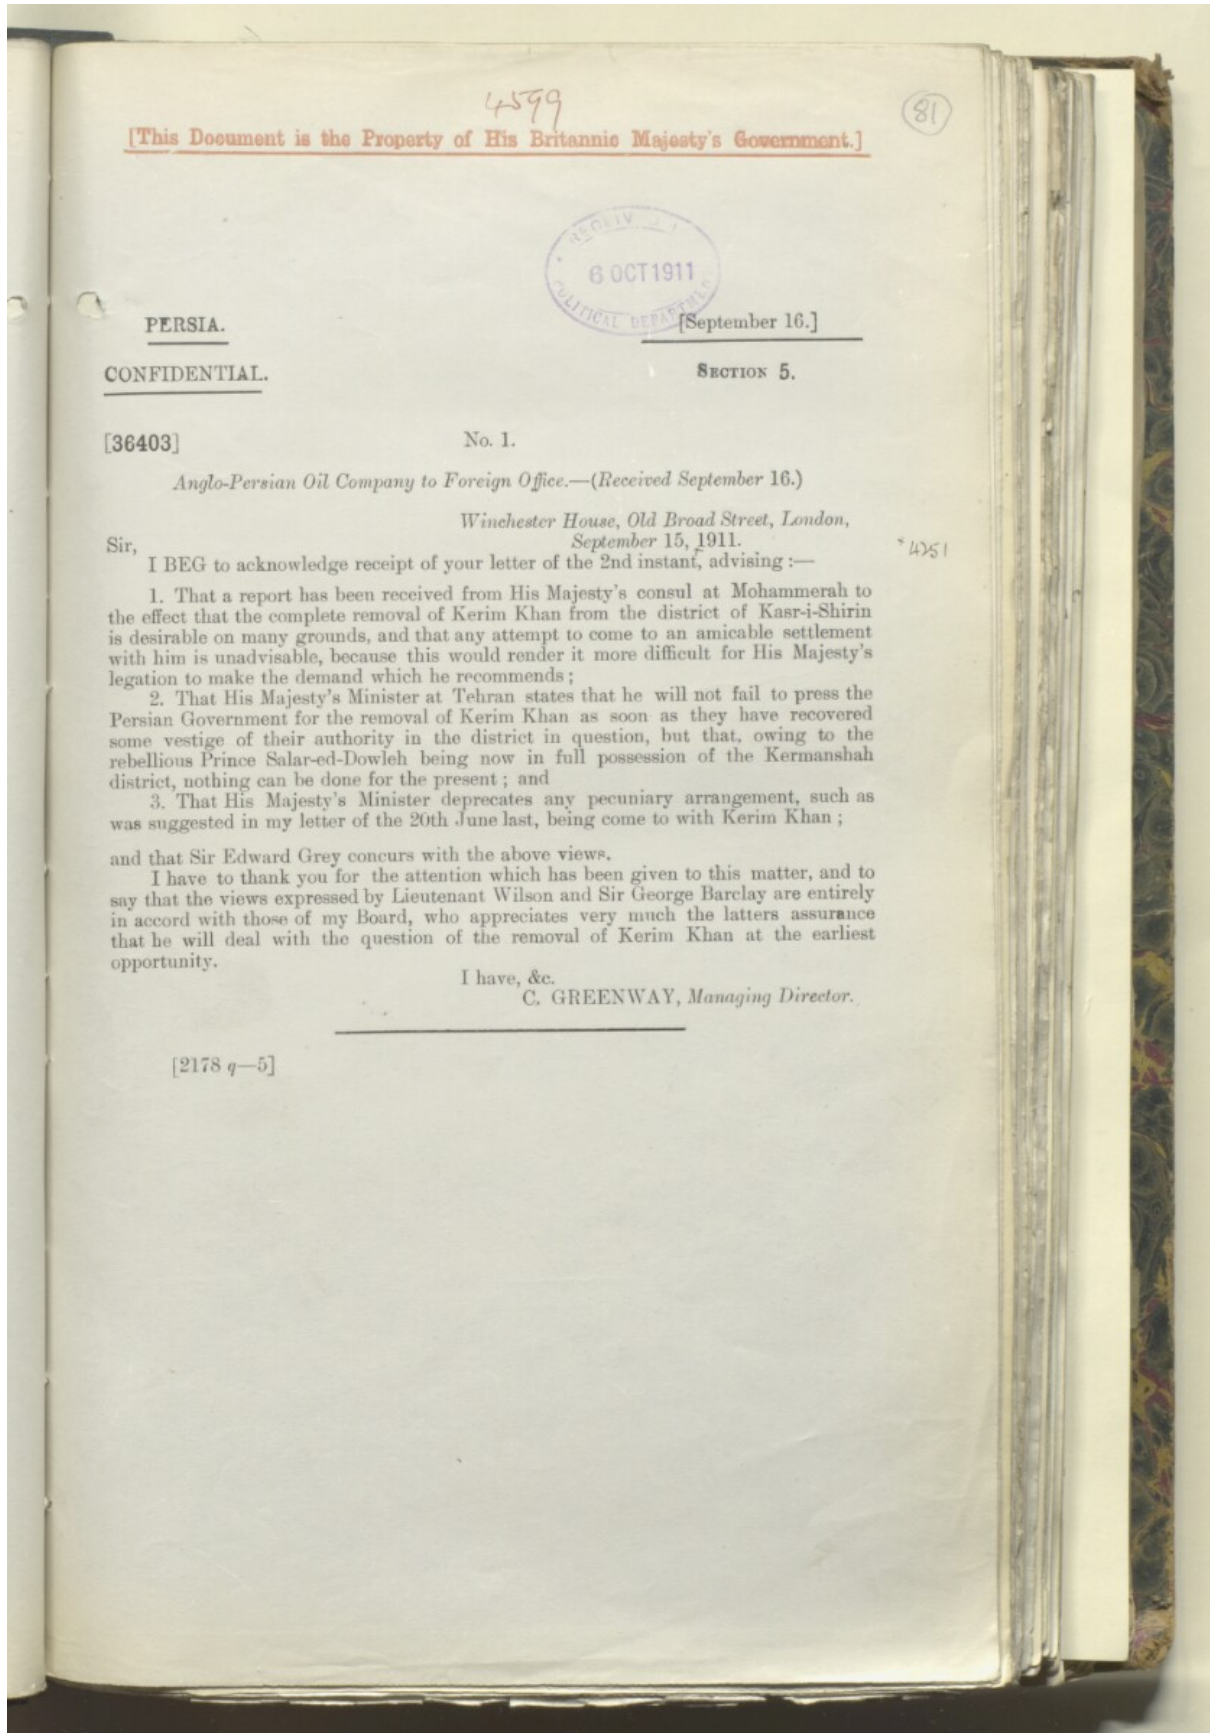 4599
81
[This Document is the Property of His Britannic Majesty's Government.]
RECEIV
6 OCT 1911
POLITICAL DEPARTMEN
PERSIA.
[September 16.]
CONFIDENTIAL.
SECTION 5.
[36403]
No. 1.
Anglo-Persian Oil Company to Foreign Office.—(Received September 16.)
Winchester House, Old Broad Street, London,
Sir,
September 15, 1911.
* 4251
I BEG to acknowledge receipt of your letter of the 2nd instant, advising :—
1. That a report has been received from His Majesty's consul at Mohammerah to
the effect that the complete removal of Kerim Khan from the district of Kasr-i-Shirin
is desirable on many grounds, and that any attempt to come to an amicable settlement
with him is unadvisable, because this would render it more difficult for His Majesty's
legation to make the demand which he recommends ;
2. That His Majesty's Minister at Tehran states that he will not fail to press the
Persian Government for the removal of Kerim Khan as soon as they have recovered
some vestige of their authority in the district in question, but that, owing to the
rebellious Prince Salar-ed-Dowleh being now in full possession of the Kermanshah
district, nothing can be done for the present ; and
3. That His Majesty's Minister deprecates any pecuniary arrangement, such as
was suggested in my letter of the 20th June last, being come to with Kerim Khan ;
and that Sir Edward Grey concurs with the above views.
I have to thank you for the attention which has been given to this matter, and to
say that the views expressed by Lieutenant Wilson and Sir George Barclay are entirely
in accord with those of my Board, who appreciates very much the latters assurance
that he will deal with the question of the removal of Kerim Khan at the earliest
opportunity.
I have, &c.
C. GREENWAY, Managing Director.
[2178 q—5]